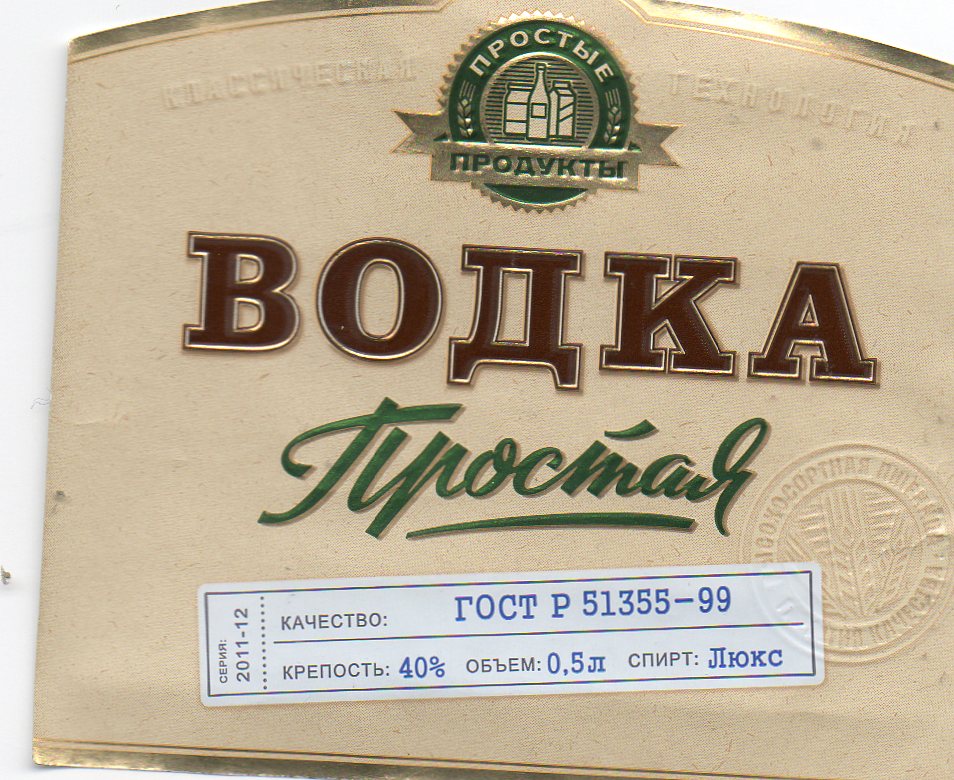 ПРОСТЫЕ
ПРОДУКТЫ
КЛАССИЧЕСКАЯ ТЕХНОЛОГИЯ
ВОДКА
Простая
СЕРИЯ: 2011-12
КАЧЕСТВО: ГОСТ Р 51355-99
КРЕПОСТЬ: 40% ОБЪЕМ: 0,5л СПИРТ: Люкс
КАЧЕСТВА